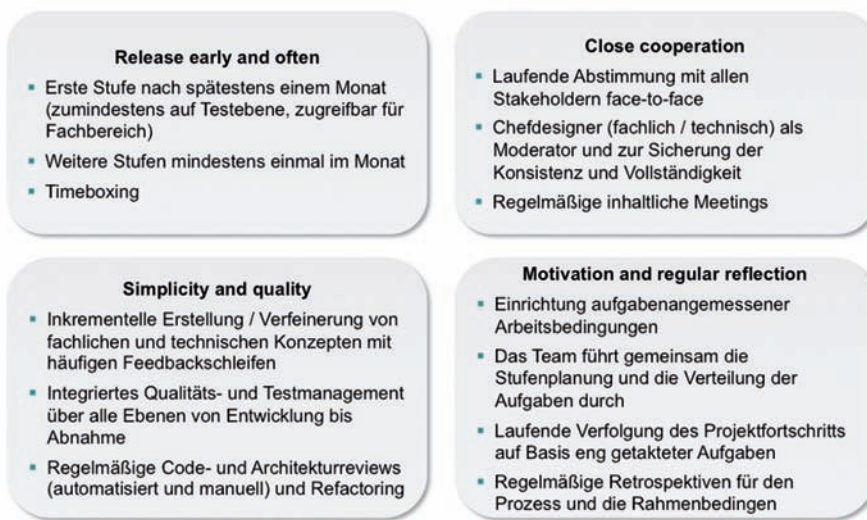 Release early and often
Erste Stufe nach spätestens einem Monat
(zumindestens auf Testebene, zugreifbar für
Fachbereich)
Weitere Stufen mindestens einmal im Monat
Timeboxing
Close cooperation
Laufende Abstimmung mit allen
Stakeholdern face-to-face
Chefdesigner (fachlich / technisch) als
Moderator und zur Sicherung der
Konsistenz und Vollständigkeit
Regelmäßige inhaltliche Meetings
Simplicity and quality
Inkrementelle Erstellung / Verfeinerung von
fachlichen und technischen Konzepten mit
häufigen Feedbackschleifen
Integriertes Qualitäts- und Testmanagement
über alle Ebenen von Entwicklung bis
Abnahme
Regelmäßige Code- und Architekturreviews
(automatisiert und manuell) und Refactoring
Motivation and regular reflection
Einrichtung aufgabenangemessener
Arbeitsbedingungen
Das Team führt gemeinsam die
Stufenplanung und die Verteilung der
Aufgaben durch
Laufende Verfolgung des Projektfortschritts
auf Basis eng getakteter Aufgaben
Regelmäßige Retrospektiven für den
Prozess und die Rahmenbedingen